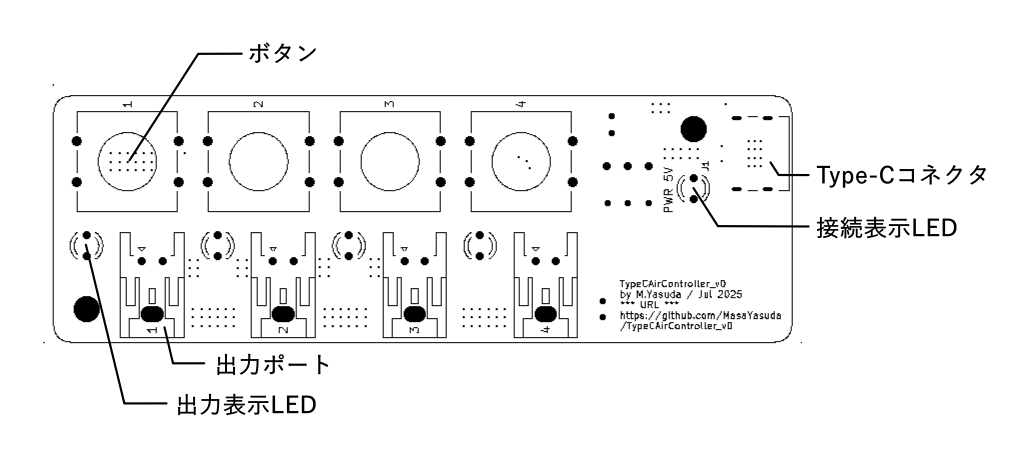 ボタン
1
2
3
4
J1
PWR 5V
Type-Cコネクタ
接続表示LED
TypeCAirController_v0
by M.Yasuda / Jul 2025
*** URL ***
https://github.com/MasaYasuda
/TypeCAirController_v0
1
2
3
4
出力ポート
出力表示LED